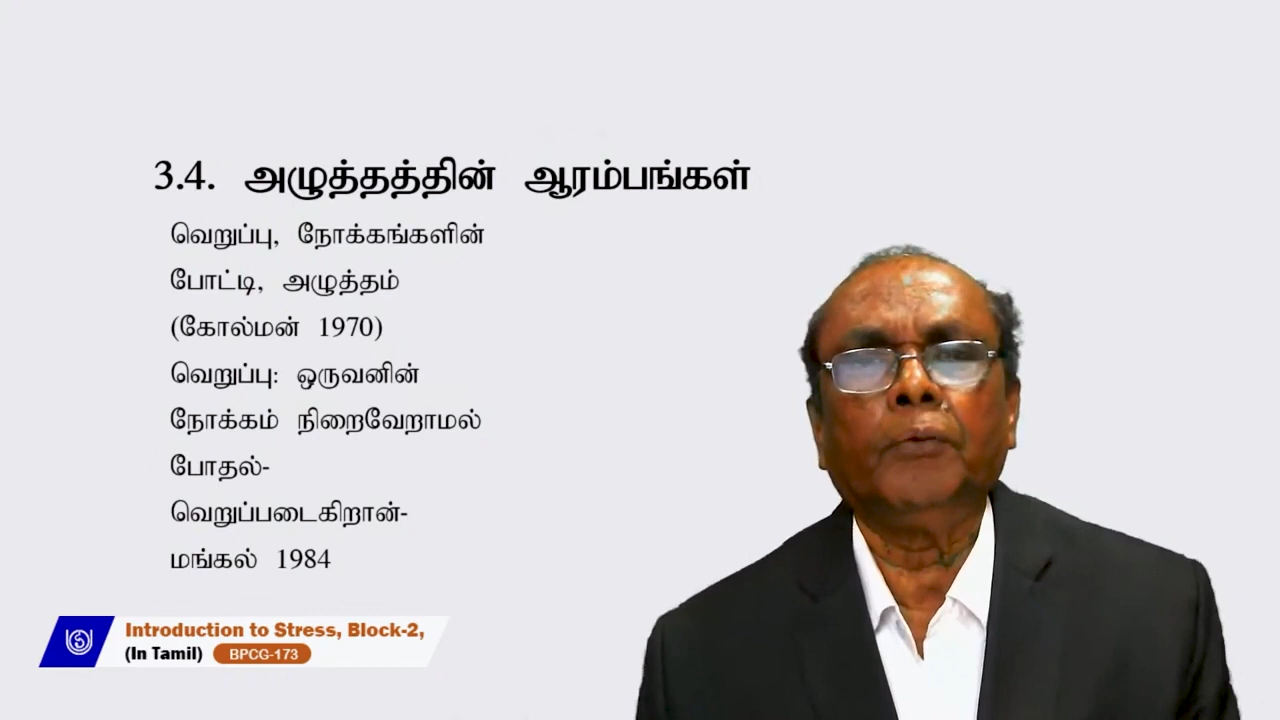 3.4. அழுத்தத்தின் ஆரம்பங்கள்
வெறுப்பு, நோக்கங்களின்
போட்டி, அழுத்தம்
(கோல்மன் 1970)
வெறுப்பு: ஒருவனின்
நோக்கம் நிறைவேறாமல்
போதல்-
வெறுப்படைகிறான்-
மங்கல் 1984
Introduction to Stress, Block-2,
(In Tamil) BPCG-173